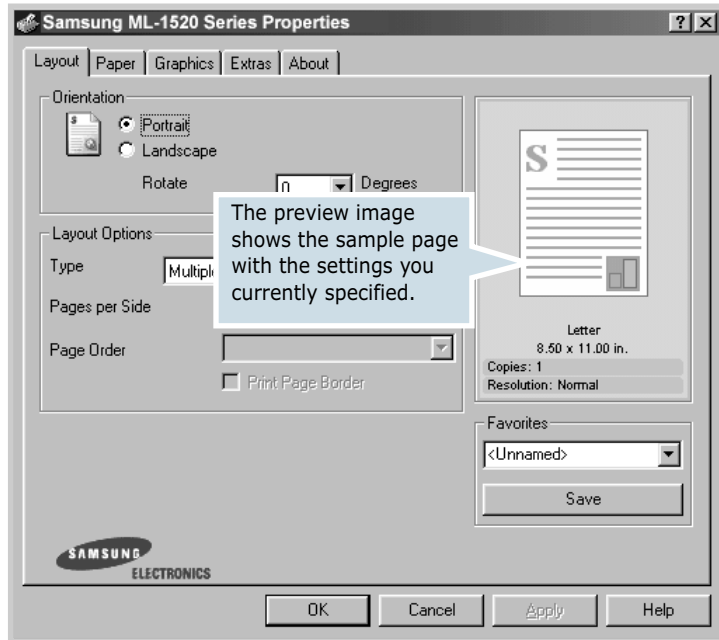 Samsung ML-1520 Series Properties
Layout
Paper
Graphics
Extras
About
Orientation
S
Portrait
Landscape
Rotate
0
Degrees
Layout Options
Type
Pages per Side
Page Order
Print Page Border
The preview image
shows the sample page
with the settings you
currently specified.
S
Letter
8.50 x 11.00 in.
Copies: 1
Resolution: Normal
Favorites
<Unnamed>
Save
SAMSUNG
ELECTRONICS
OK
Cancel
Apply
Help